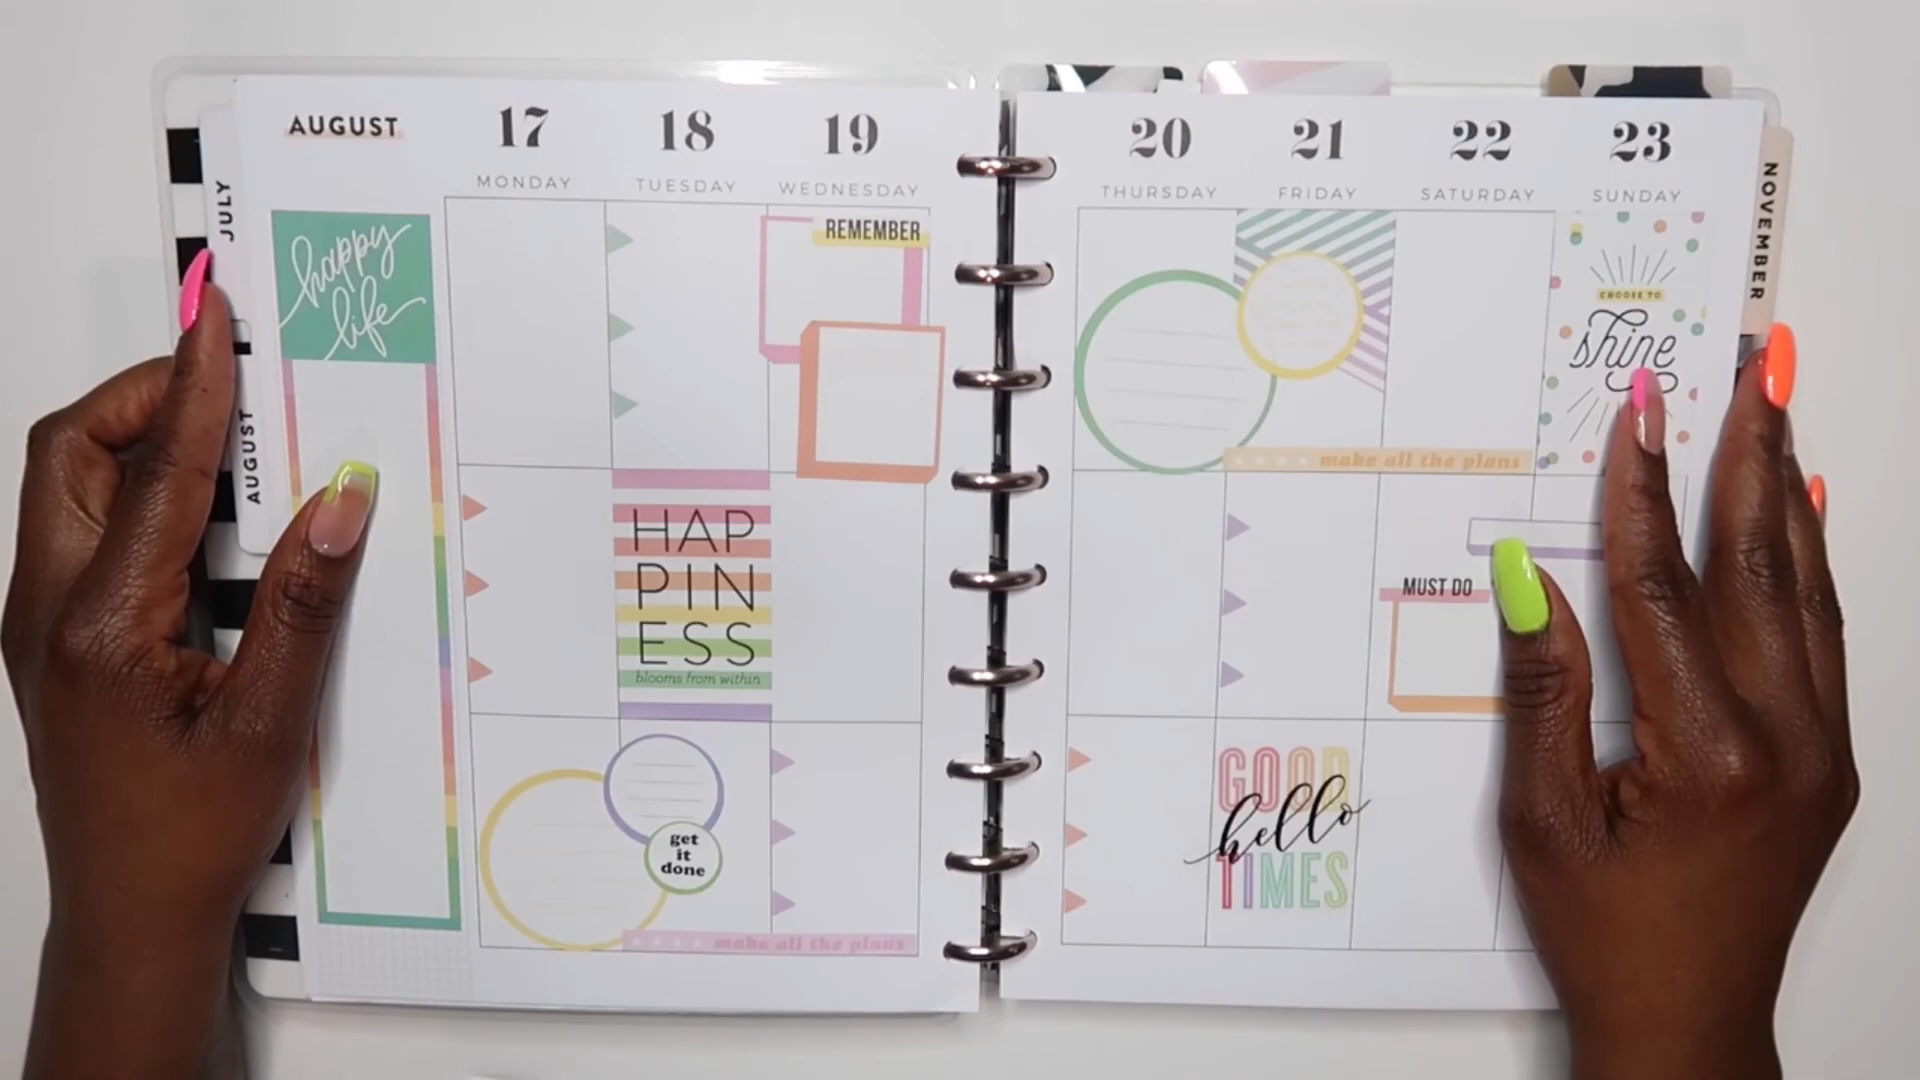 JULY
AUGUST
AUGUST
17
MONDAY
18
TUESDAY
19
WEDNESDAY
happy
life
REMEMBER
HAP
PIN
ESS
blooms from within
get
it
done
make all the plans
20
THURSDAY
21
FRIDAY
22
SATURDAY
23
SUNDAY
NOVEMBER
CHOOSE TO
shine
make all the plans
MUST DO
GOOD
hello
TIMES